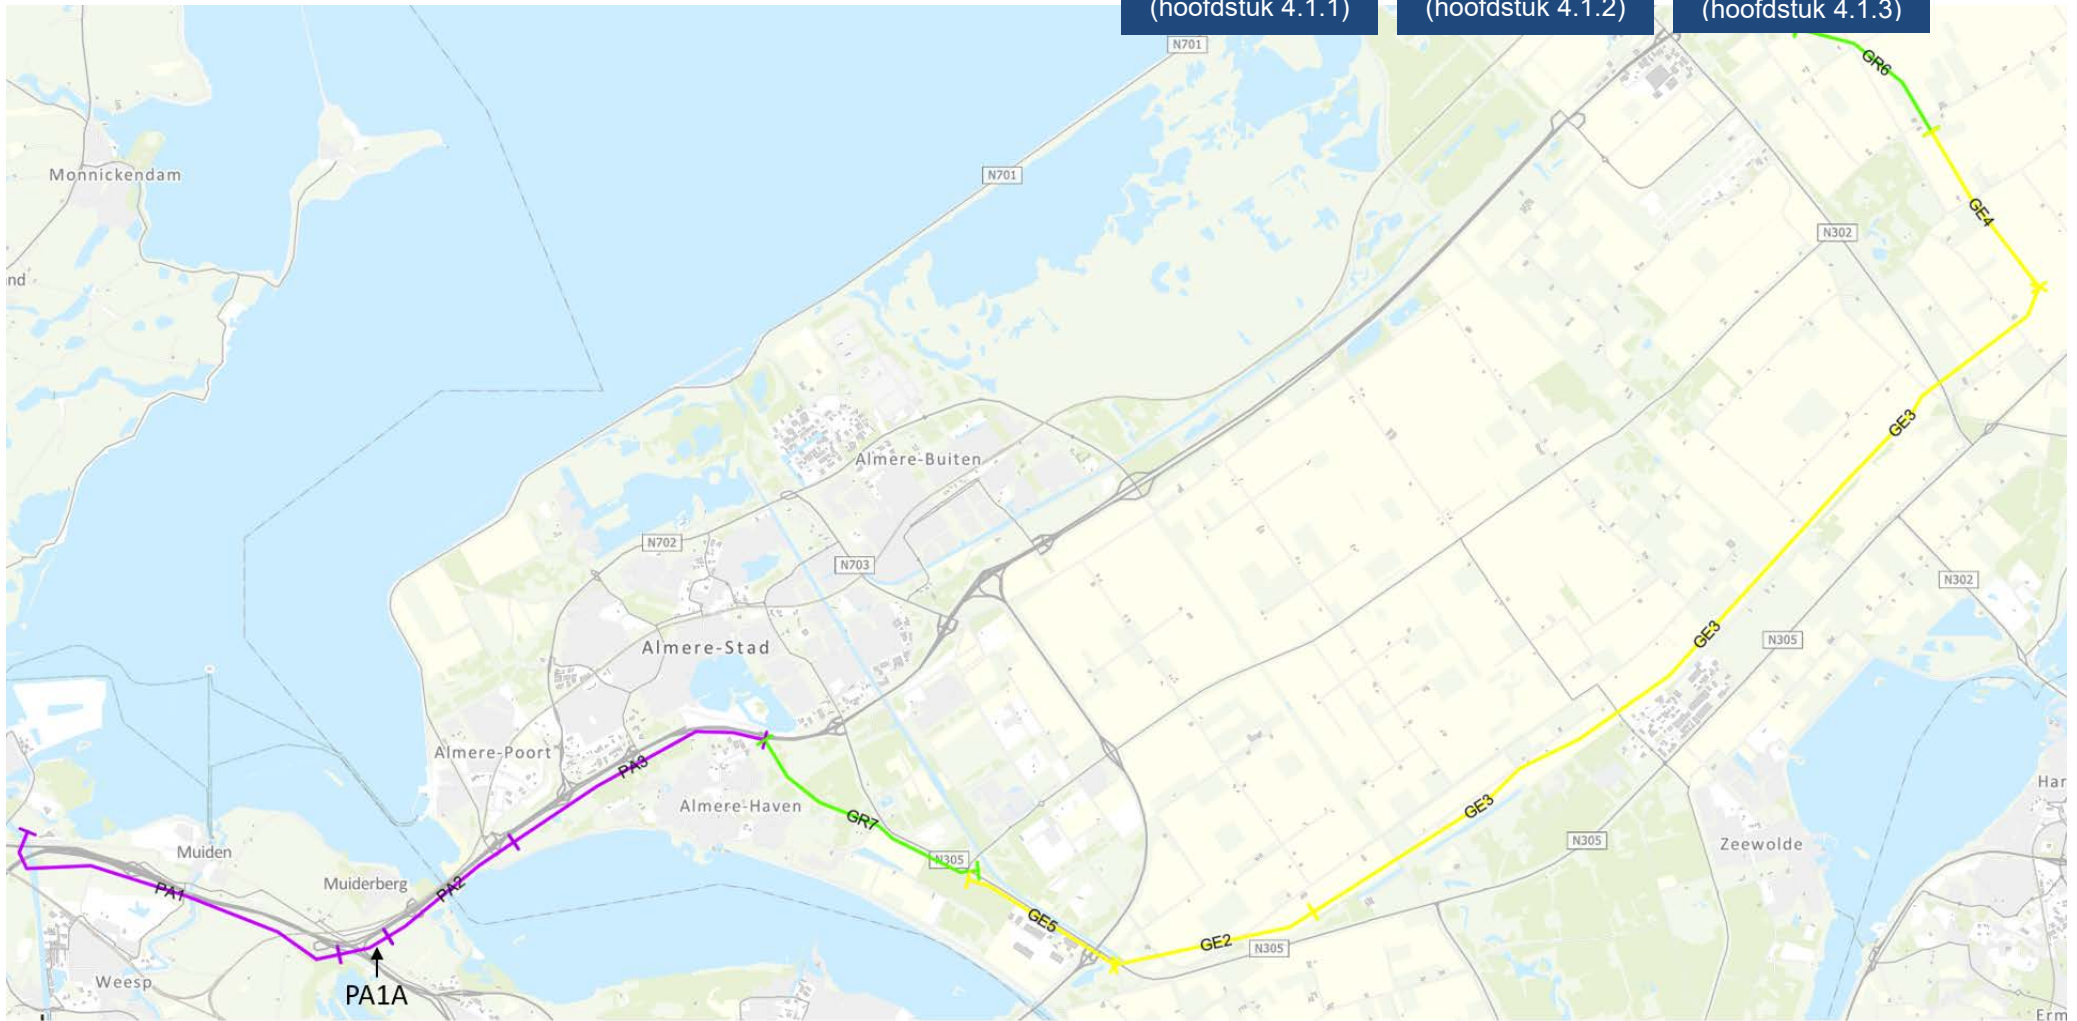 (hoofdstuk 4.1.1)
(hoofdstuk 4.1.2)
(hoofdstuk 4.1.3)
N701
GR6
Monnickendam
N701
GE4
N302
nd
GE3
Almere-Buiten
N702
N703
N302
GE3
N305
Almere-Stad
Almere-Poort
PA3
Almere-Haven
GE3
Har
GR7
N305
Zeewolde
Muiden
N305
Muiderberg
PA1
PA2
GE5
GE2
N305
Weesp
PA1A
Erm